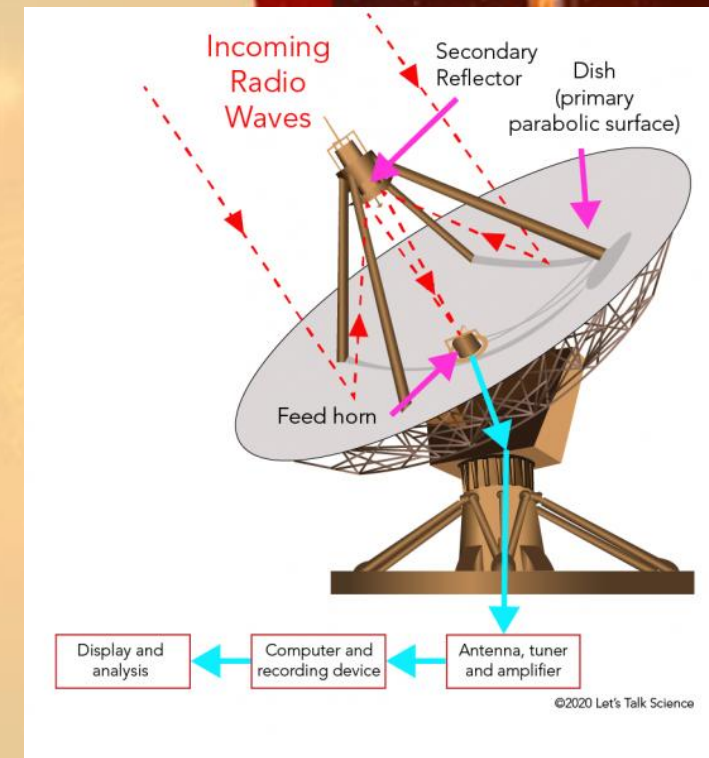 Incoming
Radio
Waves
Secondary
Reflector
Dish
(primary
parabolic surface)
Feed horn
Display and
analysis
Computer and
recording device
Antenna, tuner
and amplifier
©2020 Let's Talk Science